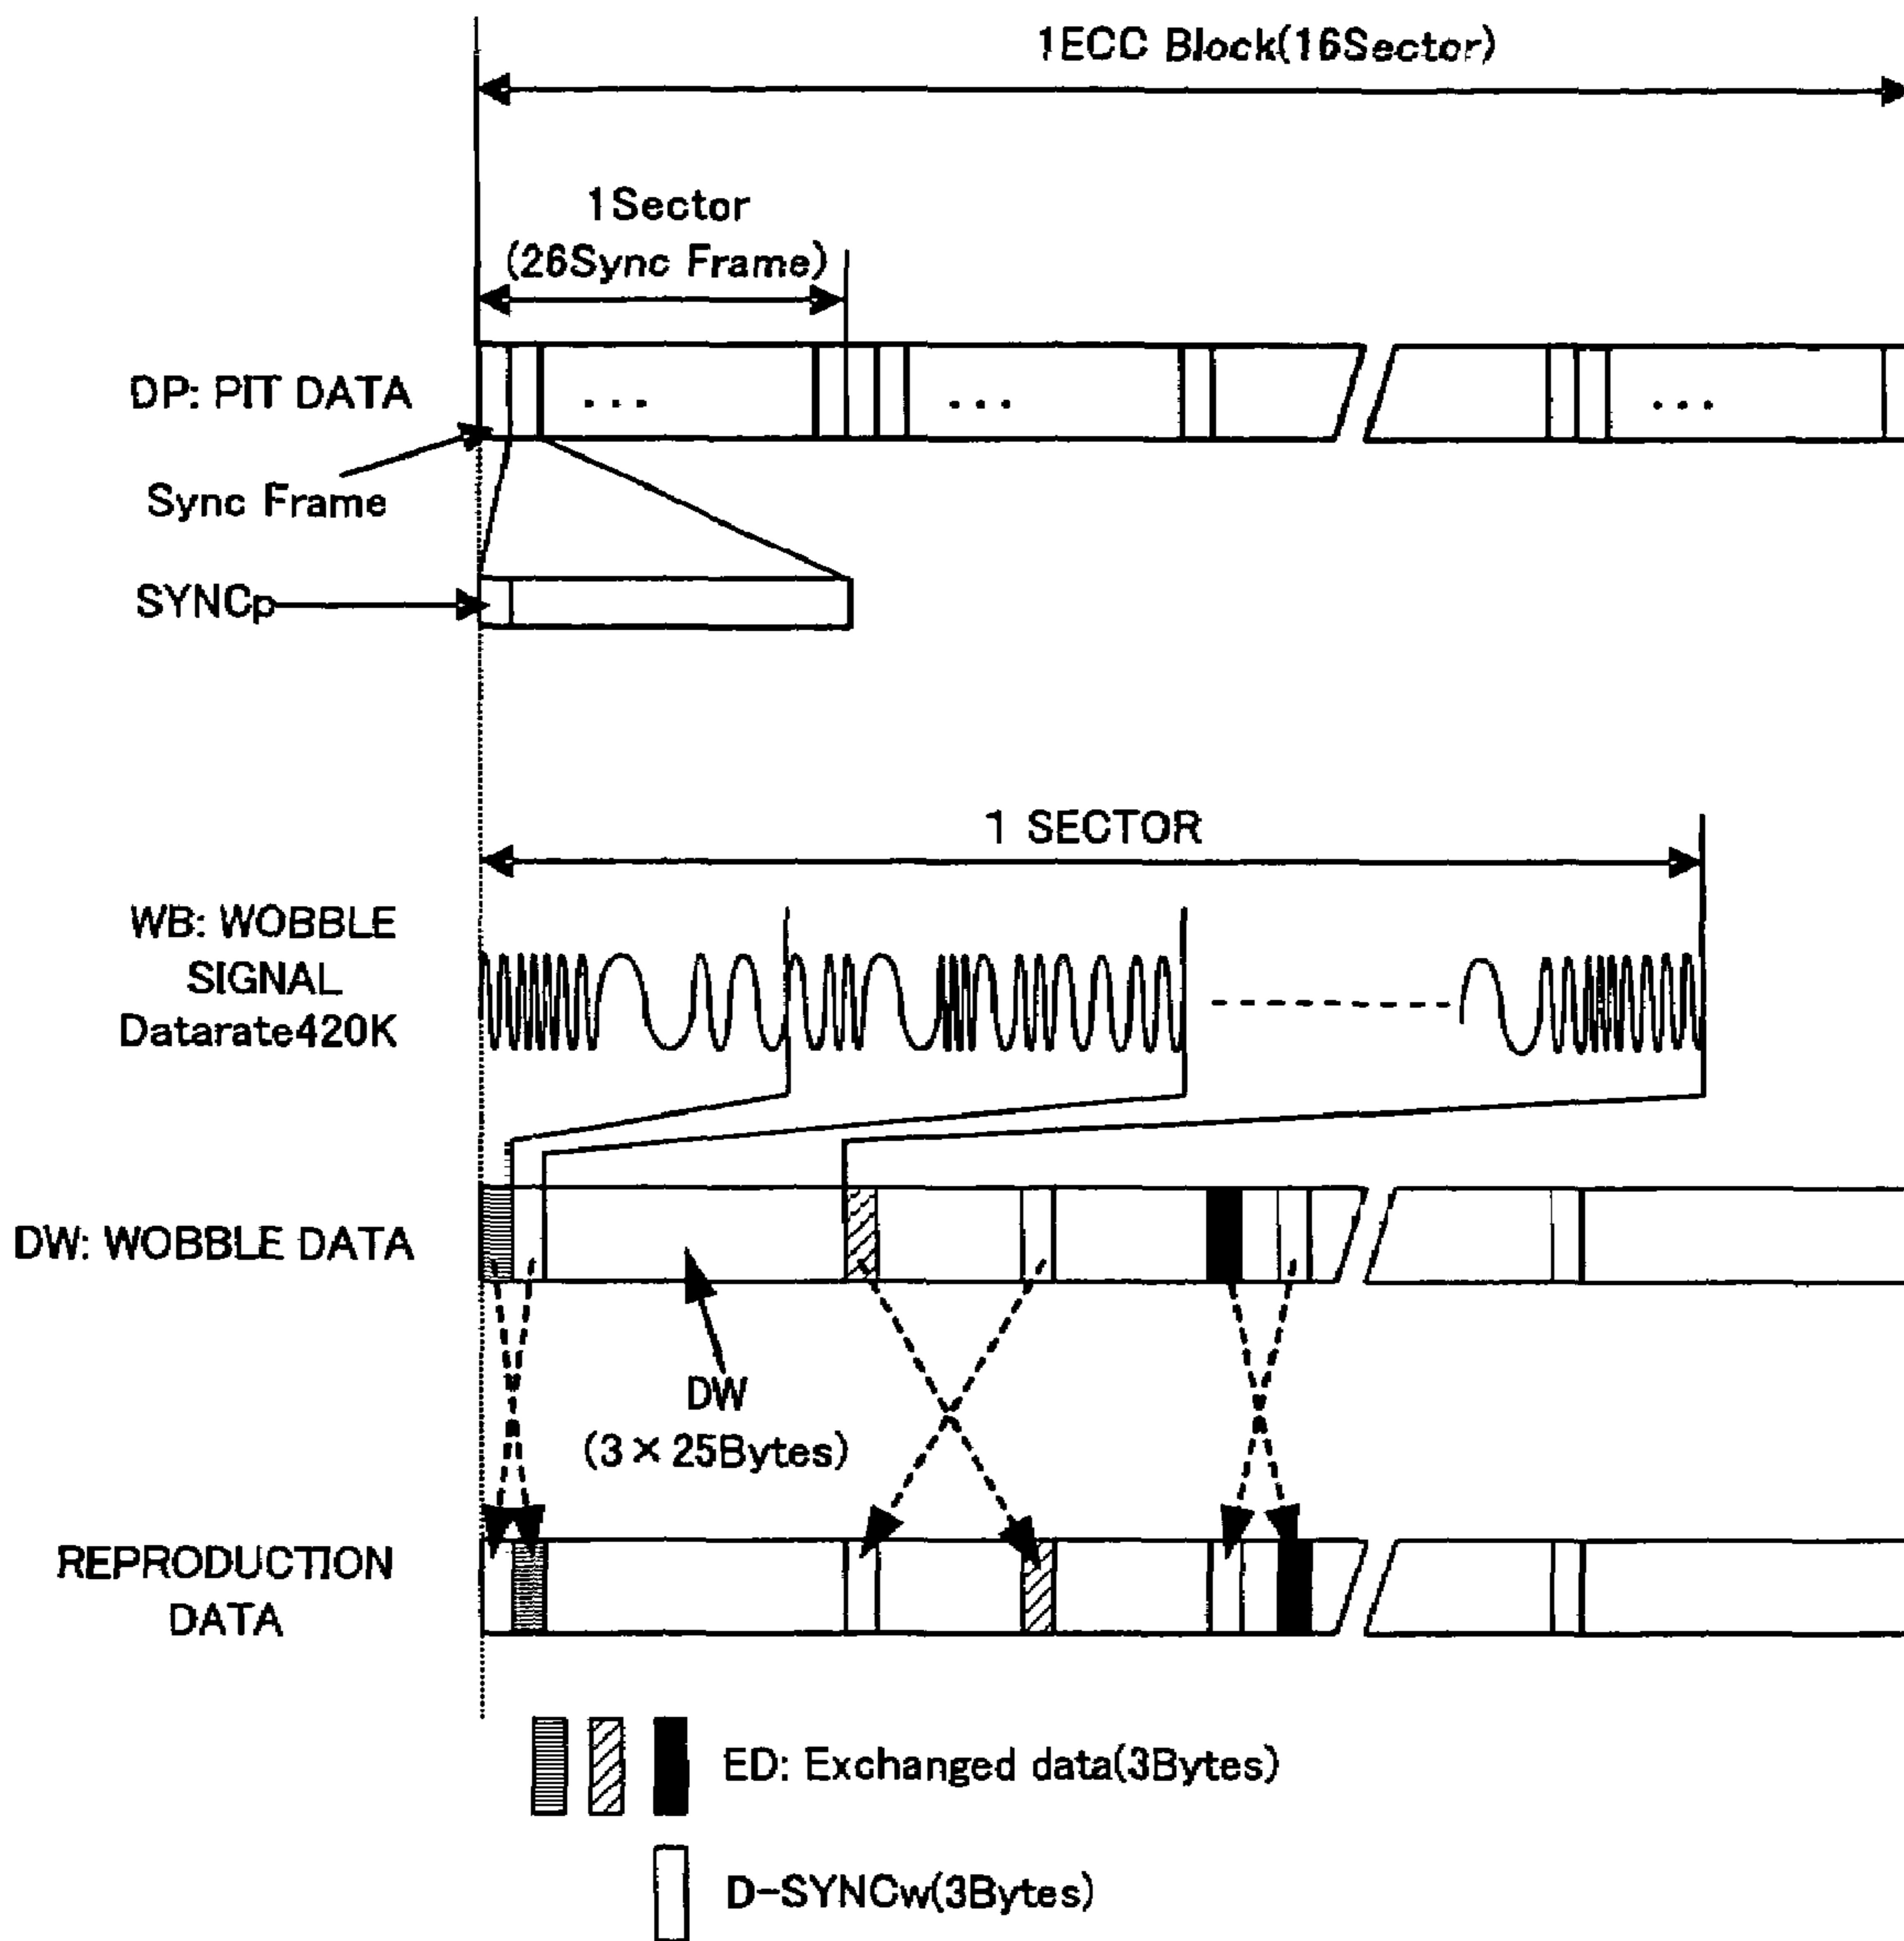 1ECC Block(16Sector)
1Sector
(26Sync Frame)
DP: PIT DATA
...
...
...
Sync Frame
SYNCp
1 SECTOR
WB: WOBBLE
SIGNAL
Datarate420K
DW: WOBBLE DATA
DW
(3×25Bytes)
REPRODUCTION
DATA
ED: Exchanged data(3Bytes)
D-SYNCw(3Bytes)